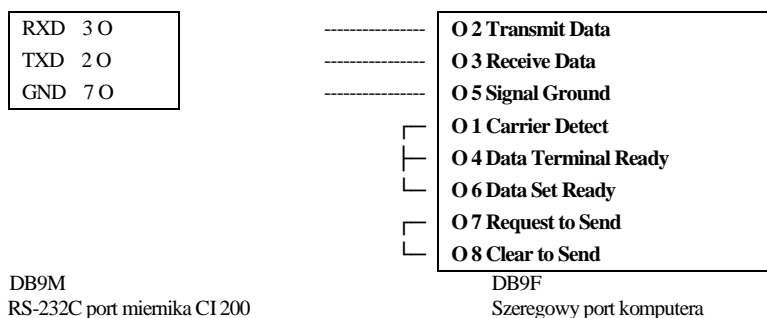 RXD 3 O ---------------- O 2 Transmit Data
TXD 2 O ---------------- O 3 Receive Data
GND 7 O ---------------- O 5 Signal Ground
O 1 Carrier Detect
O 4 Data Terminal Ready
O 6 Data Set Ready
O 7 Request to Send
O 8 Clear to Send
DB9M DB9F
RS-232C port miernika CI 200 Szeregowy port komputera